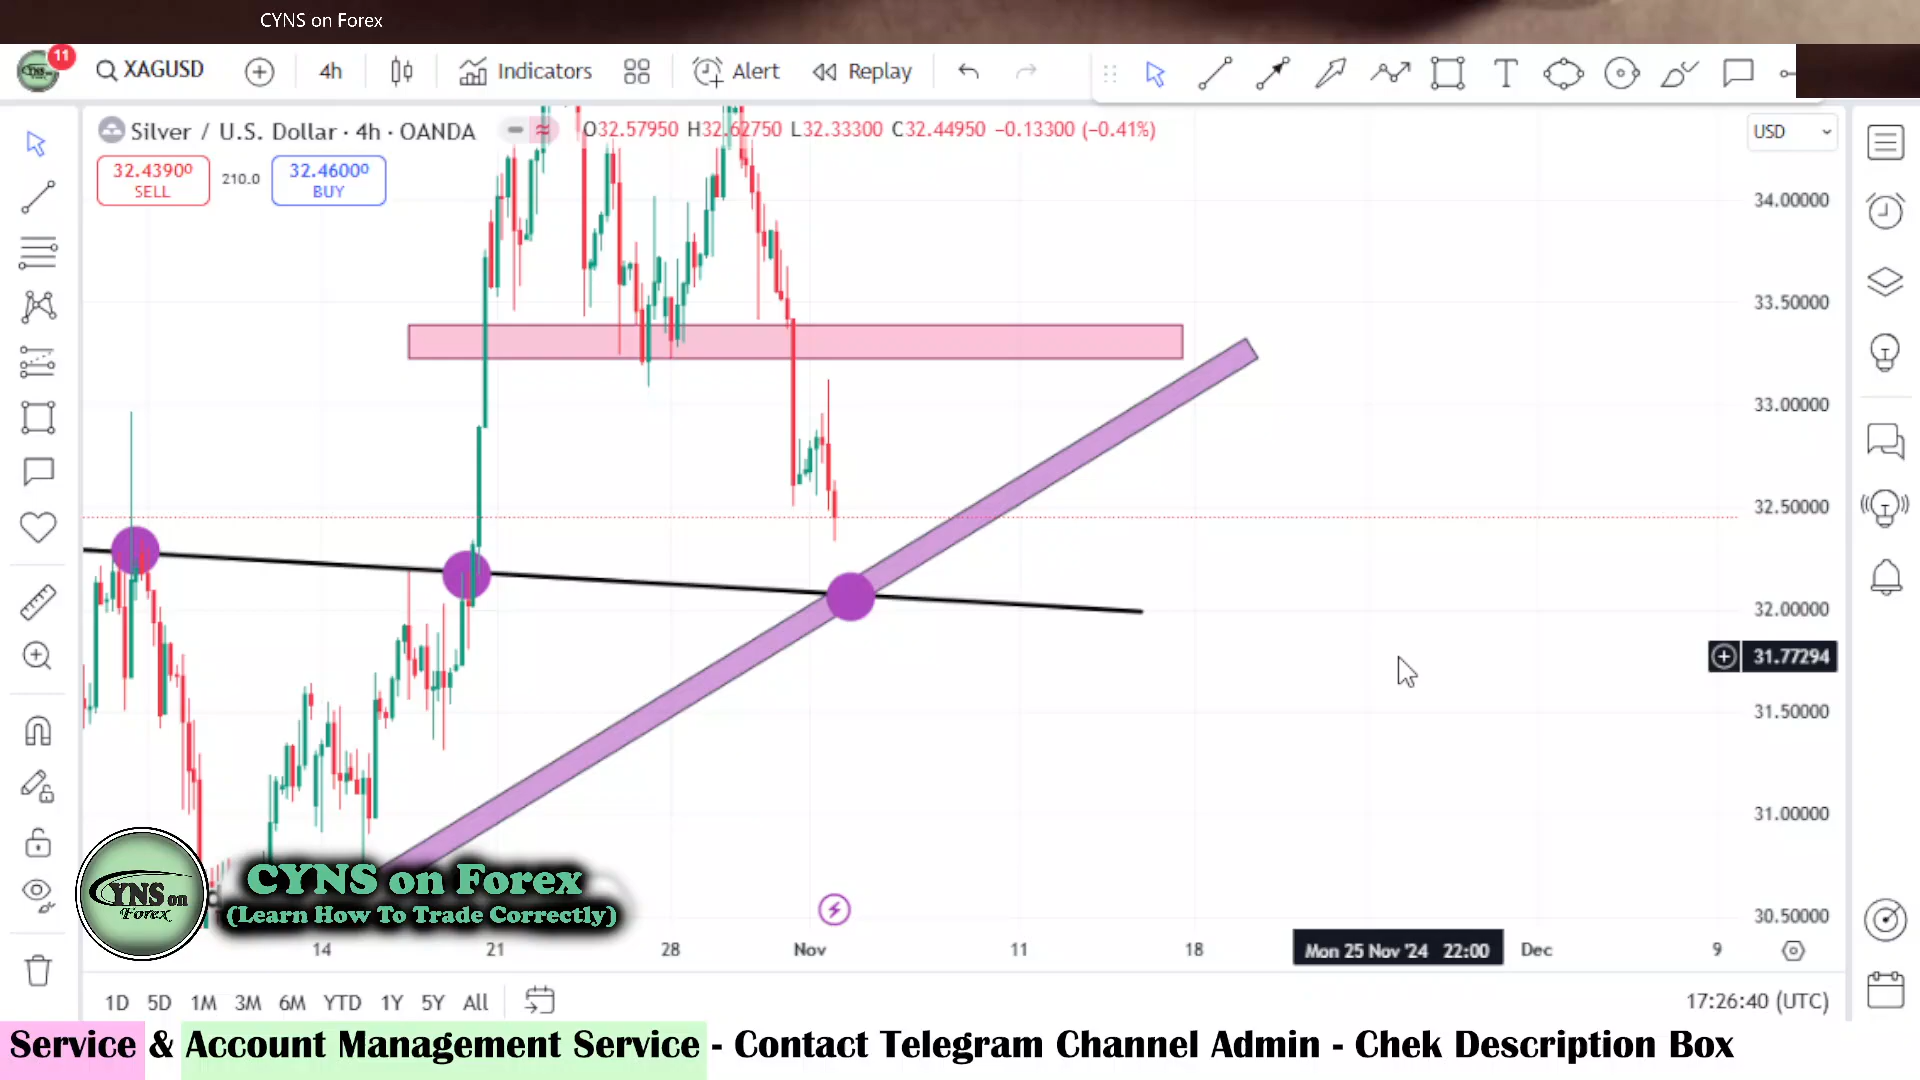 CYNS on Forex
11
XAGUSD
4h
Indicators
Alert
Replay
Silver / U.S. Dollar · 4h · OANDA
O32.57950 H32.62750 L32.33300 C32.44950 −0.13300 (−0.41%)
USD
32.43900
SELL
210.0
32.46000
BUY
34.00000
33.50000
33.00000
32.50000
32.00000
31.77294
31.50000
31.00000
30.50000
CYNS on Forex
(Learn How To Trade Correctly)
CYNS on
Forex
14
21
28
Nov
11
18
Mon 25 Nov '24 22:00
Dec
9
1D 5D 1M 3M 6M YTD 1Y 5Y All
17:26:40 (UTC)
Service & Account Management Service - Contact Telegram Channel Admin - Chek Description Box